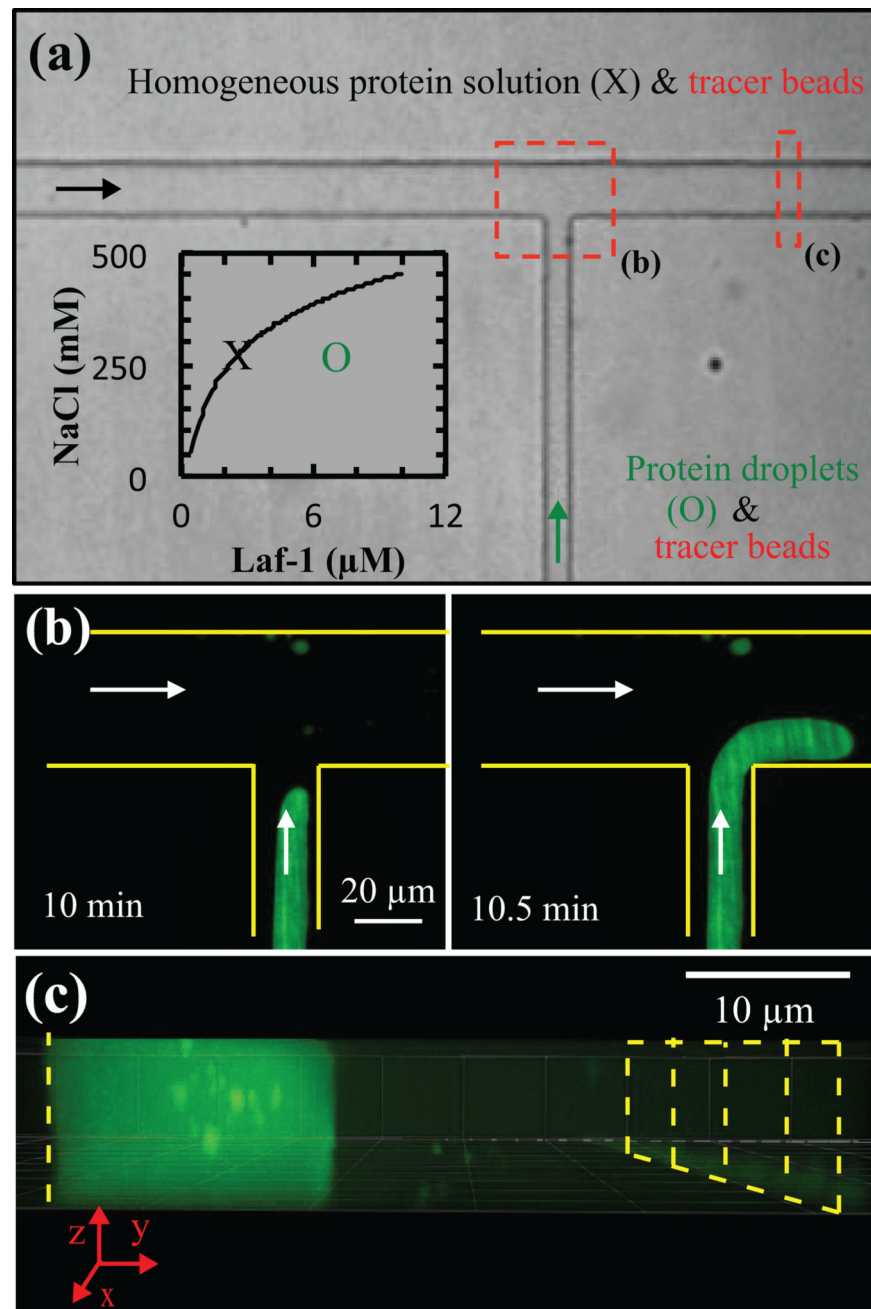 (a)
Homogeneous protein solution (X) & tracer beads
(b)
(c)
500
250
0
NaCl (mM)
X
O
0 6 12
Laf-1 (μM)
Protein droplets
(O) &
tracer beads
(b)
10 min
20 μm
10.5 min
(c)
10 μm
z
y
x